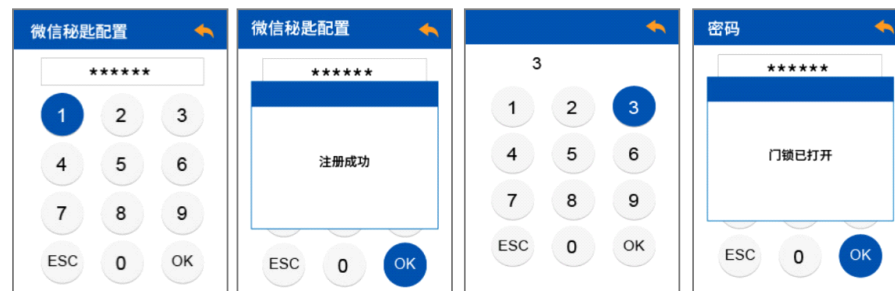 微信秘匙配置
******
1 2 3
4 5 6
7 8 9
ESC 0 OK
微信秘匙配置
******
注册成功
ESC 0 OK
3
1 2 3
4 5 6
7 8 9
ESC 0 OK
密码
******
门锁已打开
ESC 0 OK